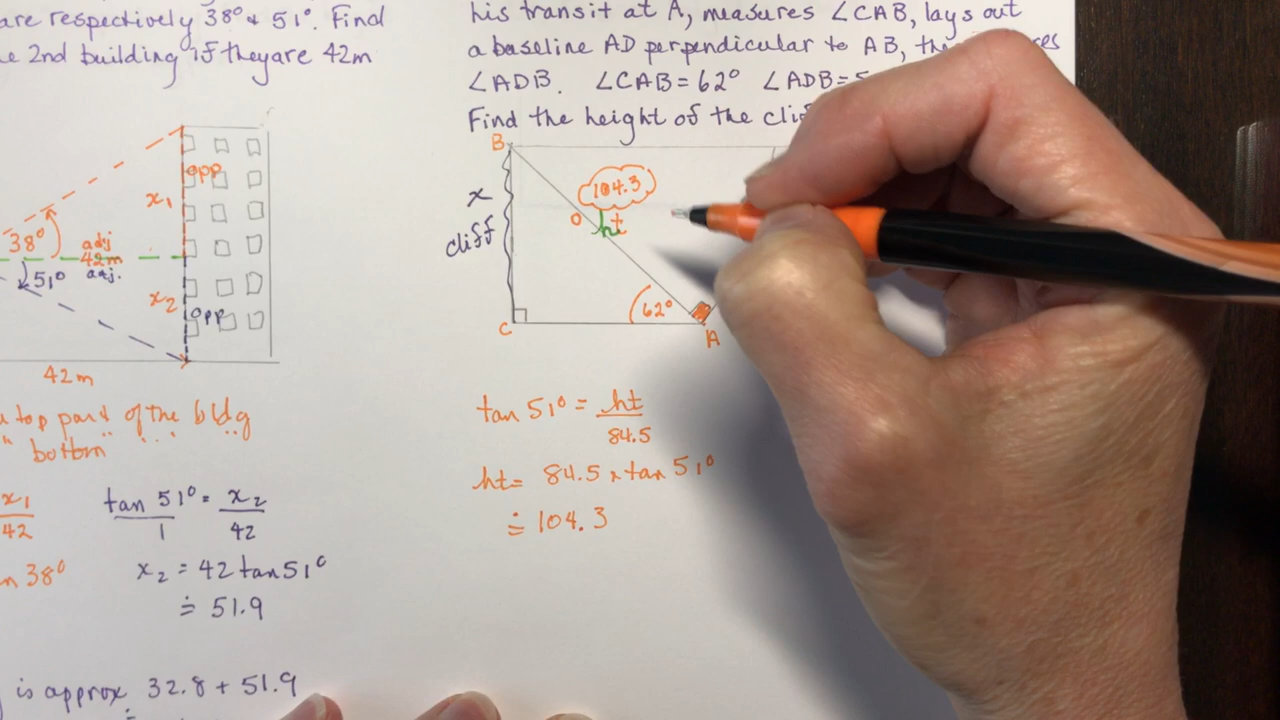 are respectively 38° & 51°. Find
2nd building if they are 42m
opp
x₁
38°
adj
42m
adj.
51°
x₂
opp
42m
top part of the bldg
" bottom " " " "
x₁
42
38°
tan 51° = x₂
1 42
x₂ = 42 tan 51°
≐ 51.9
is approx. 32.8 + 51.9
his transit at A, measures ∠CAB, lays out
a baseline AD perpendicular to AB,
∠ADB. ∠CAB = 62° ∠ADB =
Find the height of the
B
x
cliff
104.3
ht
62°
C
A
tan 51° = ht
84.5
ht = 84.5 × tan 51°
≐ 104.3